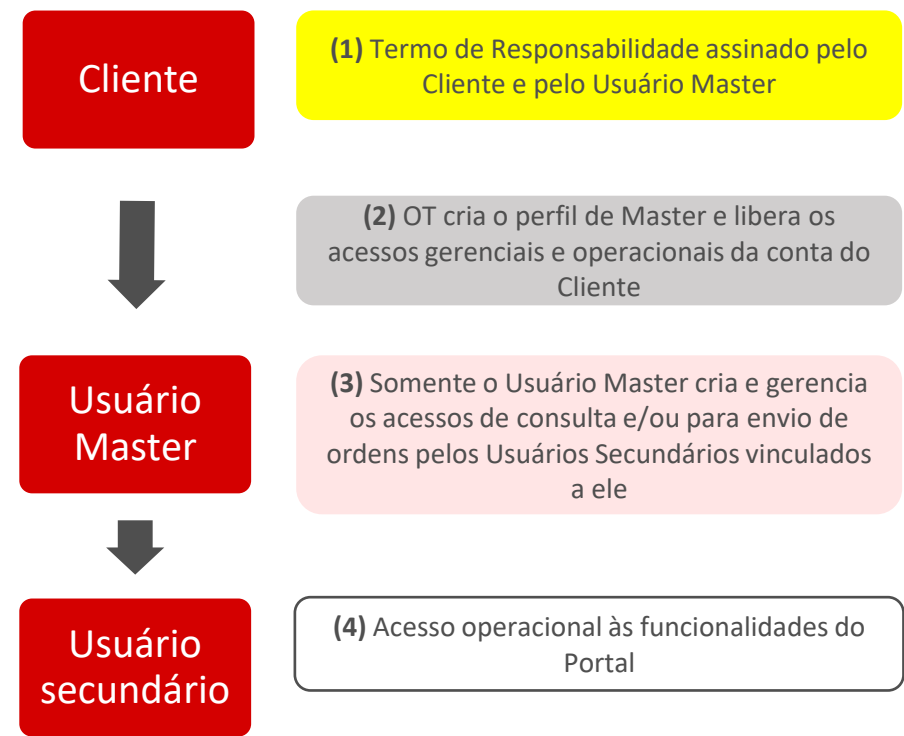 Cliente
(1) Termo de Responsabilidade assinado pelo
Cliente e pelo Usuário Master
(2) OT cria o perfil de Master e libera os
acessos gerenciais e operacionais da conta do
Cliente
Usuário
Master
(3) Somente o Usuário Master cria e gerencia
os acessos de consulta e/ou para envio de
ordens pelos Usuários Secundários vinculados
a ele
Usuário
secundário
(4) Acesso operacional às funcionalidades do
Portal